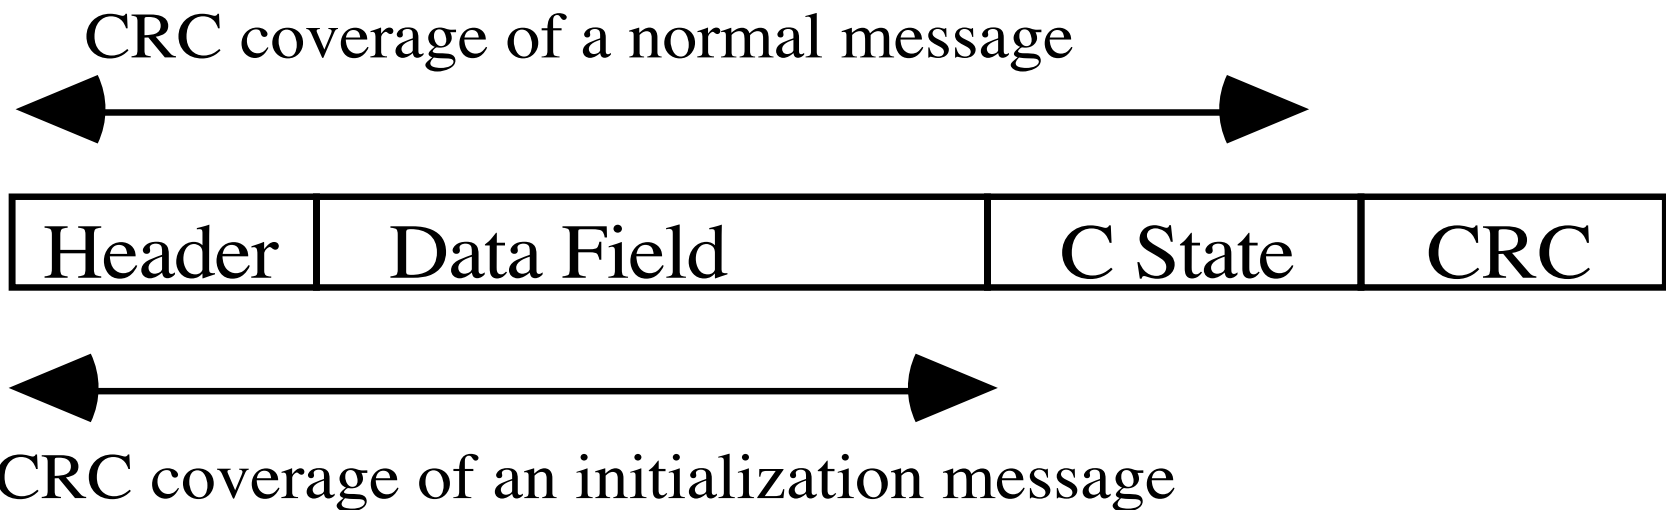 CRC coverage of a normal message
Header Data Field C State CRC
CRC coverage of an initialization message